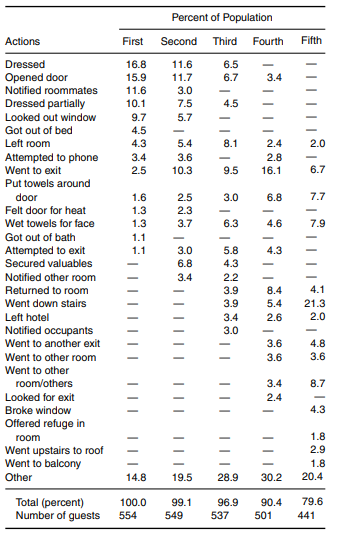 Percent of Population
Actions First Second Third Fourth Fifth
Dressed 16.8 11.6 6.5 — —
Opened door 15.9 11.7 6.7 3.4 —
Notified roommates 11.6 3.0 — — —
Dressed partially 10.1 7.5 4.5 — —
Looked out window 9.7 5.7 — — —
Got out of bed 4.5 — — — —
Left room 4.3 5.4 8.1 2.4 2.0
Attempted to phone 3.4 3.6 — 2.8 —
Went to exit 2.5 10.3 9.5 16.1 6.7
Put towels around
door 1.6 2.5 3.0 6.8 7.7
Felt door for heat 1.3 2.3 — — —
Wet towels for face 1.3 3.7 6.3 4.6 7.9
Got out of bath 1.1 — — — —
Attempted to exit 1.1 3.0 5.8 4.3 —
Secured valuables — 6.8 4.3 — —
Notified other room — 3.4 2.2 — —
Returned to room — — 3.9 8.4 4.1
Went down stairs — — 3.9 5.4 21.3
Left hotel — — 3.4 2.6 2.0
Notified occupants — — 3.0 — —
Went to another exit — — — 3.6 4.8
Went to other room — — — 3.6 3.6
Went to other
room/others — — — 3.4 8.7
Looked for exit — — — 2.4 —
Broke window — — — — 4.3
Offered refuge in
room — — — — 1.8
Went upstairs to roof — — — — 2.9
Went to balcony — — — — 1.8
Other 14.8 19.5 28.9 30.2 20.4
Total (percent) 100.0 99.1 96.9 90.4 79.6
Number of guests 554 549 537 501 441